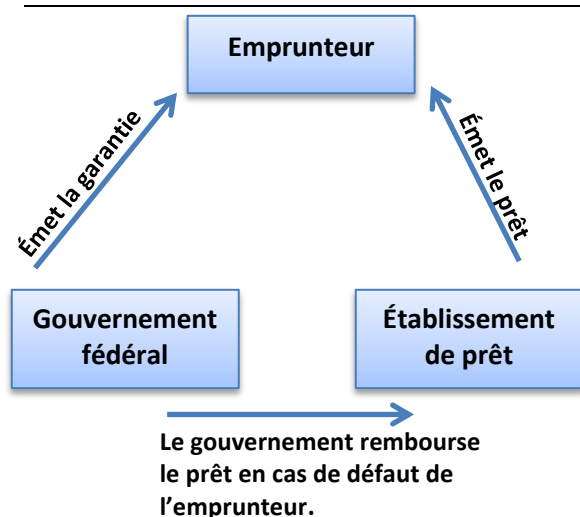 Emprunteur
Émet la garantie
Émet le prêt
Gouvernement
fédéral
Établissement
de prêt
Le gouvernement rembourse
le prêt en cas de défaut de
l’emprunteur.